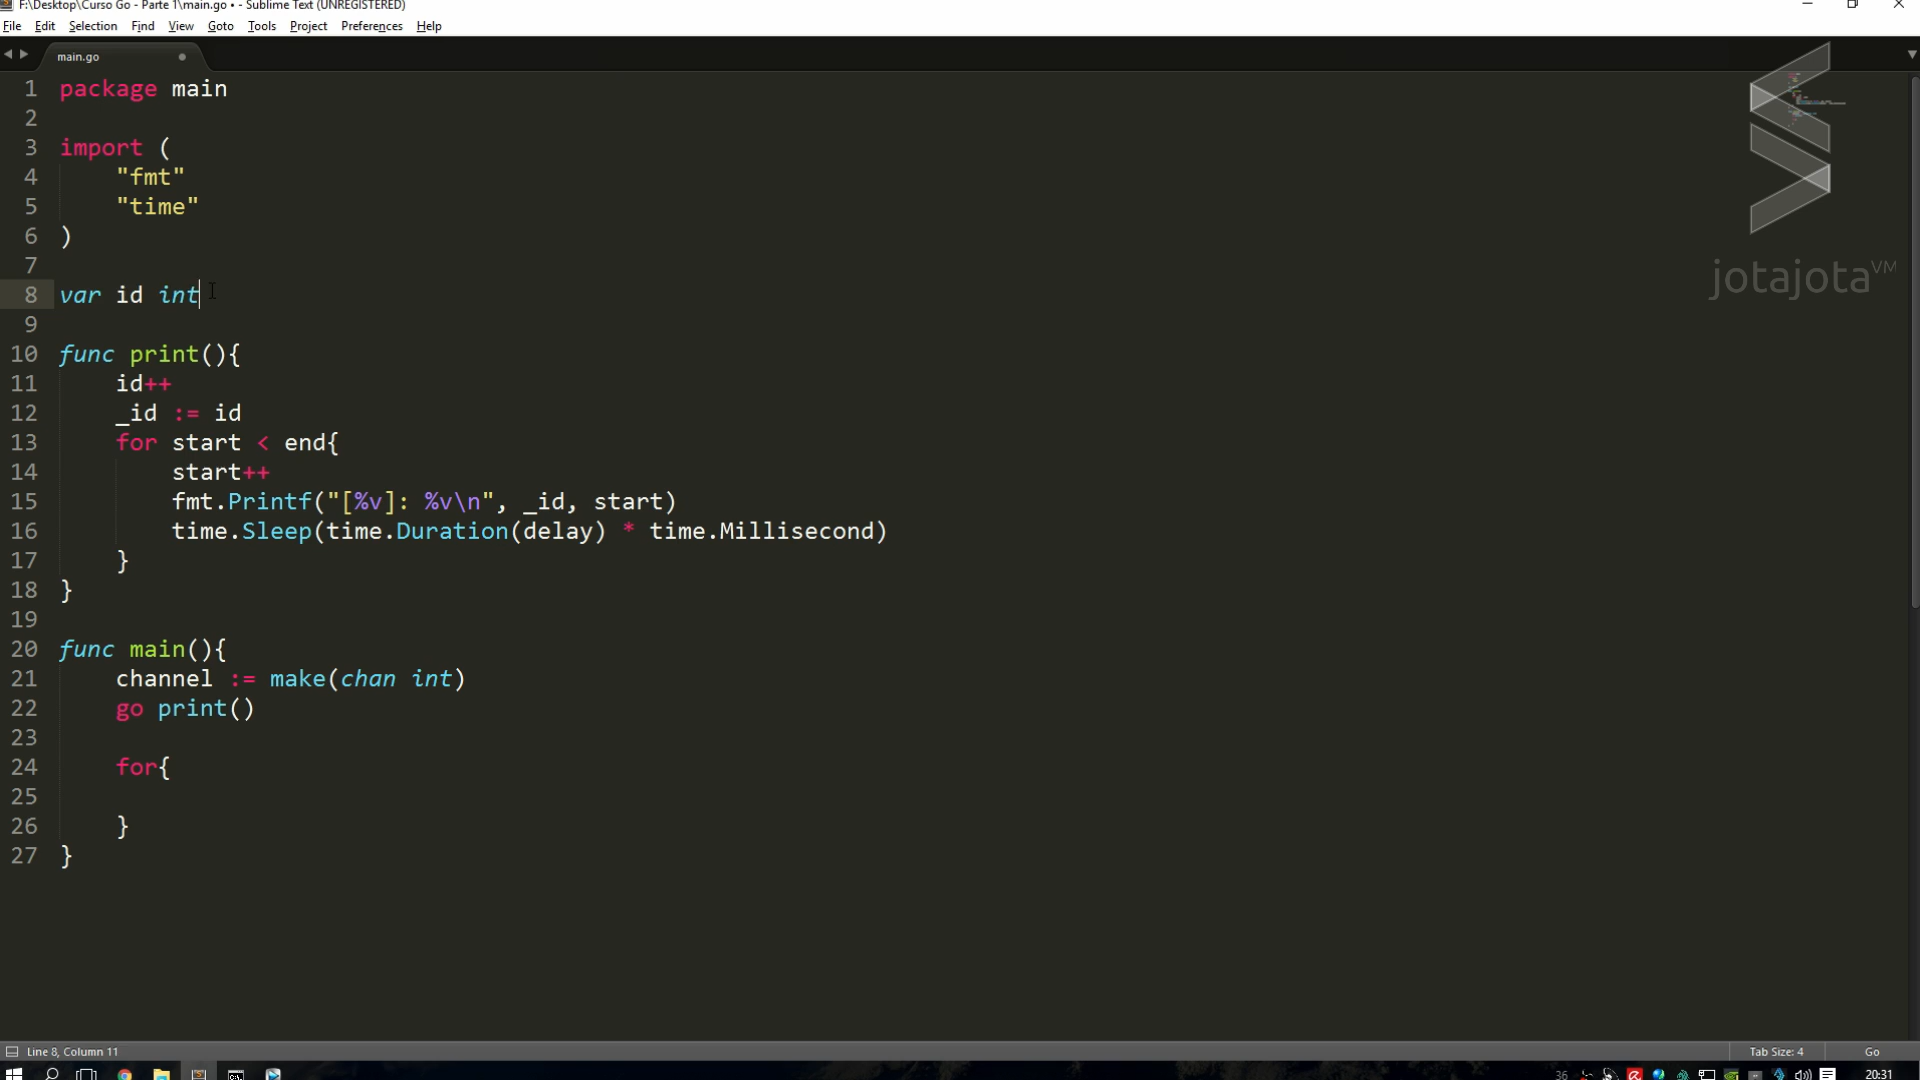 F:\Desktop\Curso Go - Parte 1\main.go • - Sublime Text (UNREGISTERED)
File Edit Selection Find View Goto Tools Project Preferences Help
main.go
1 package main
2
3 import (
4 "fmt"
5 "time"
6 )
7
8 var id int
9
10 func print(){
11 id++
12 _id := id
13 for start < end{
14 start++
15 fmt.Printf("[%v]: %v\n", _id, start)
16 time.Sleep(time.Duration(delay) * time.Millisecond)
17 }
18 }
19
20 func main(){
21 channel := make(chan int)
22 go print()
23
24 for{
25
26 }
27 }
jotajota VM
Line 8, Column 11
Tab Size: 4
Go
36
20:31